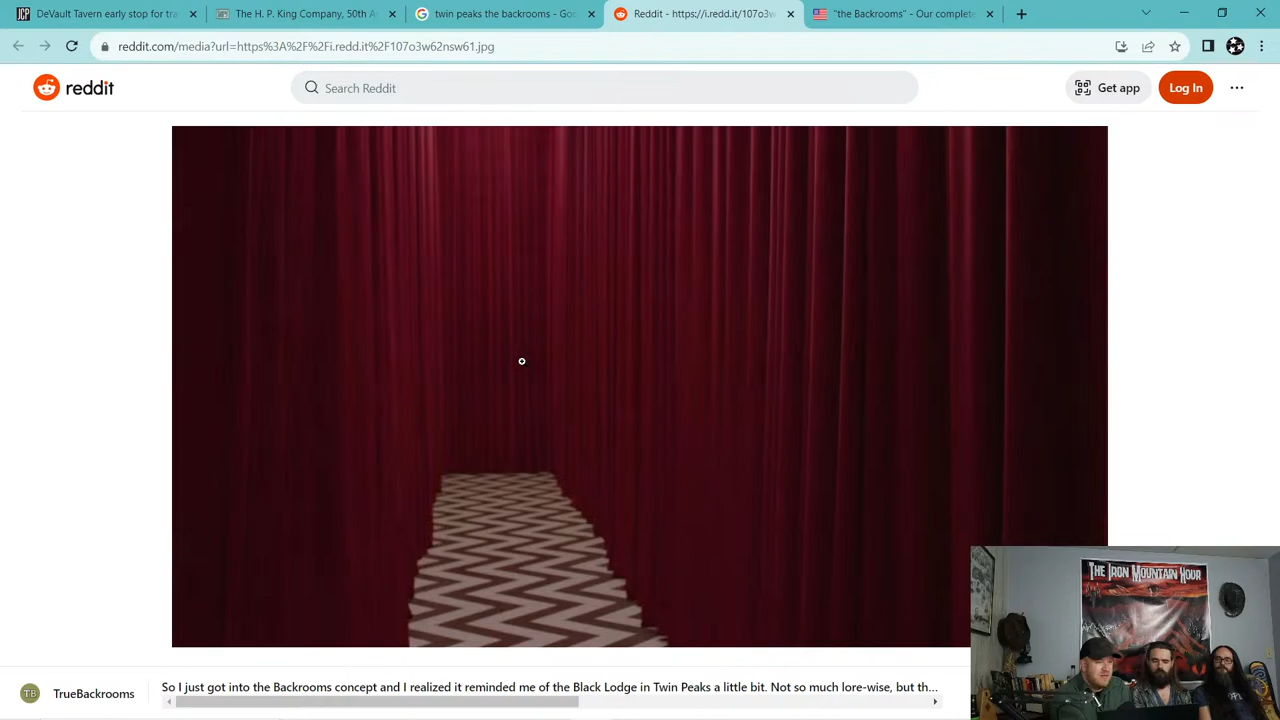 DeVault Tavern early stop for tra
The H. P. King Company, 50th A
twin peaks the backrooms - Goo
Reddit - https://i.redd.it/107o3w
"the Backrooms" - Our complete
reddit.com/media?url=https%3A%2F%2Fi.redd.it%2F107o3w62nsw61.jpg
reddit
Search Reddit
Get app
Log In
THE IRON MOUNTAIN HOUR
TB
TrueBackrooms
So I just got into the Backrooms concept and I realized it reminded me of the Black Lodge in Twin Peaks a little bit. Not so much lore-wise, but th...